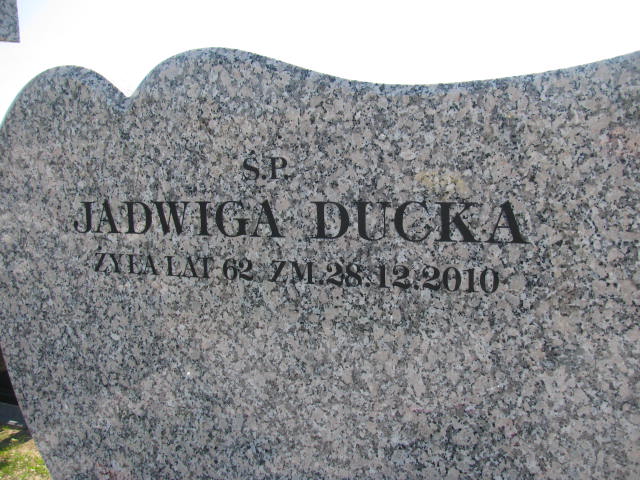 Ś.P.
JADWIGA DUCKA
ŻYŁA LAT 62 ZM. 28.12.2010